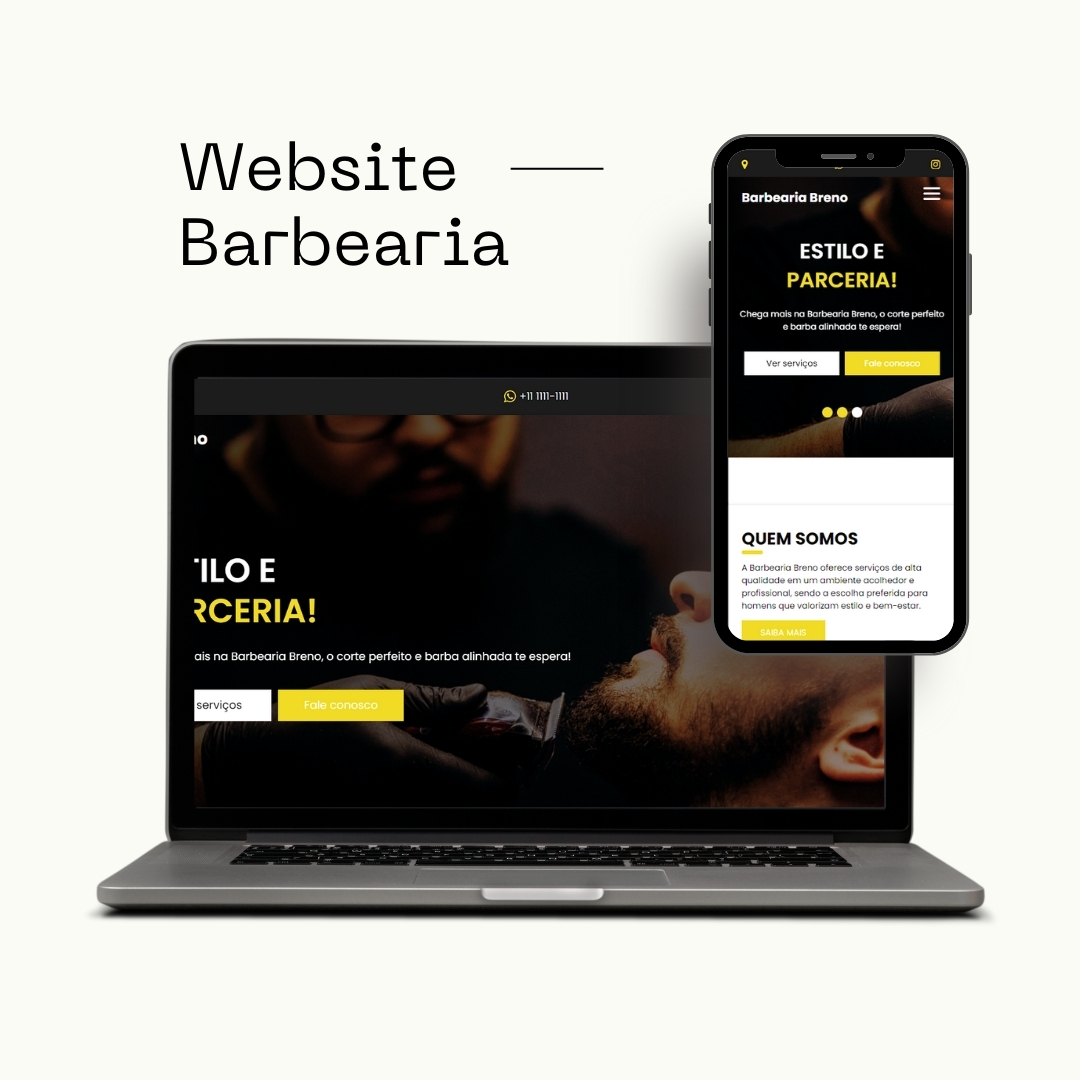 Website
Barbearia
Barbearia Breno
ESTILO E
PARCERIA!
Chega mais na Barbearia Breno, o corte perfeito
e barba alinhada te espera!
Ver serviços
Fale conosco
QUEM SOMOS
A Barbearia Breno oferece serviços de alta
qualidade em um ambiente acolhedor e
profissional, sendo a escolha preferida para
homens que valorizam estilo e bem-estar.
SAIBA MAIS
+11 1111-1111
no
TILO E
RCERIA!
ais na Barbearia Breno, o corte perfeito e barba alinhada te espera!
serviços
Fale conosco